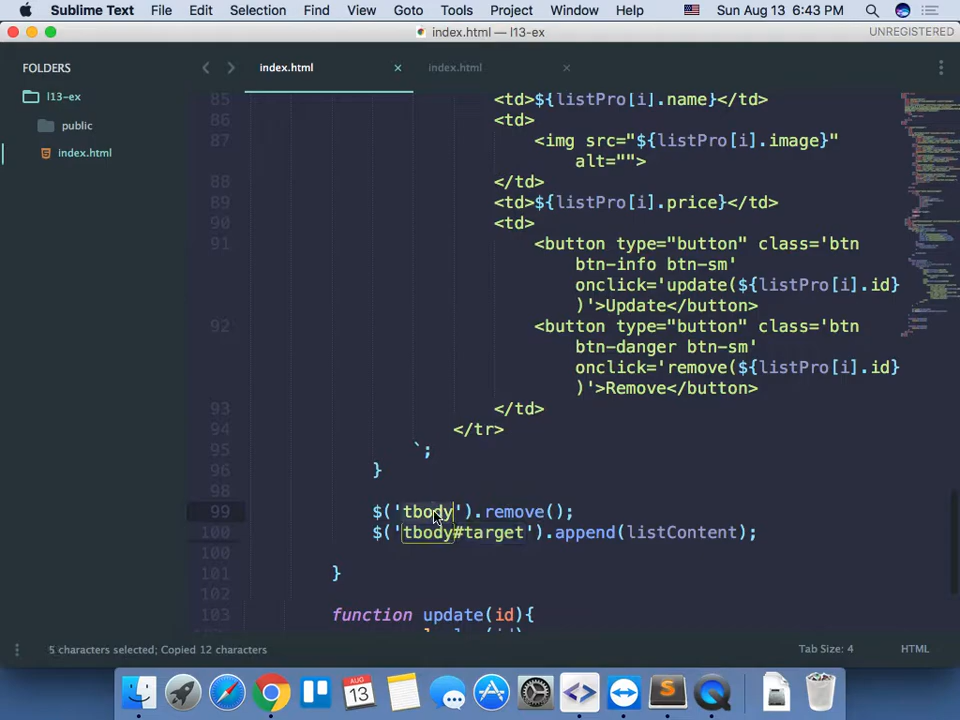 Sublime Text File Edit Selection Find View Goto Tools Project Window Help Sun Aug 13 6:43 PM
index.html — l13-ex UNREGISTERED
FOLDERS
l13-ex
public
index.html
index.html × index.html ×
85 <td>${listPro[i].name}</td>
86 <td>
87 <img src="${listPro[i].image}"
alt="">
88 </td>
89 <td>${listPro[i].price}</td>
90 <td>
91 <button type="button" class='btn
btn-info btn-sm'
onclick='update(${listPro[i].id}
)'>Update</button>
92 <button type="button" class='btn
btn-danger btn-sm'
onclick='remove(${listPro[i].id}
)'>Remove</button>
93 </td>
94 </tr>
95 `;
96 }
98
99 $('tbody').remove();
100 $('tbody#target').append(listContent);
100
101 }
102
103 function update(id){
5 characters selected; Copied 12 characters Tab Size: 4 HTML
AUG
13